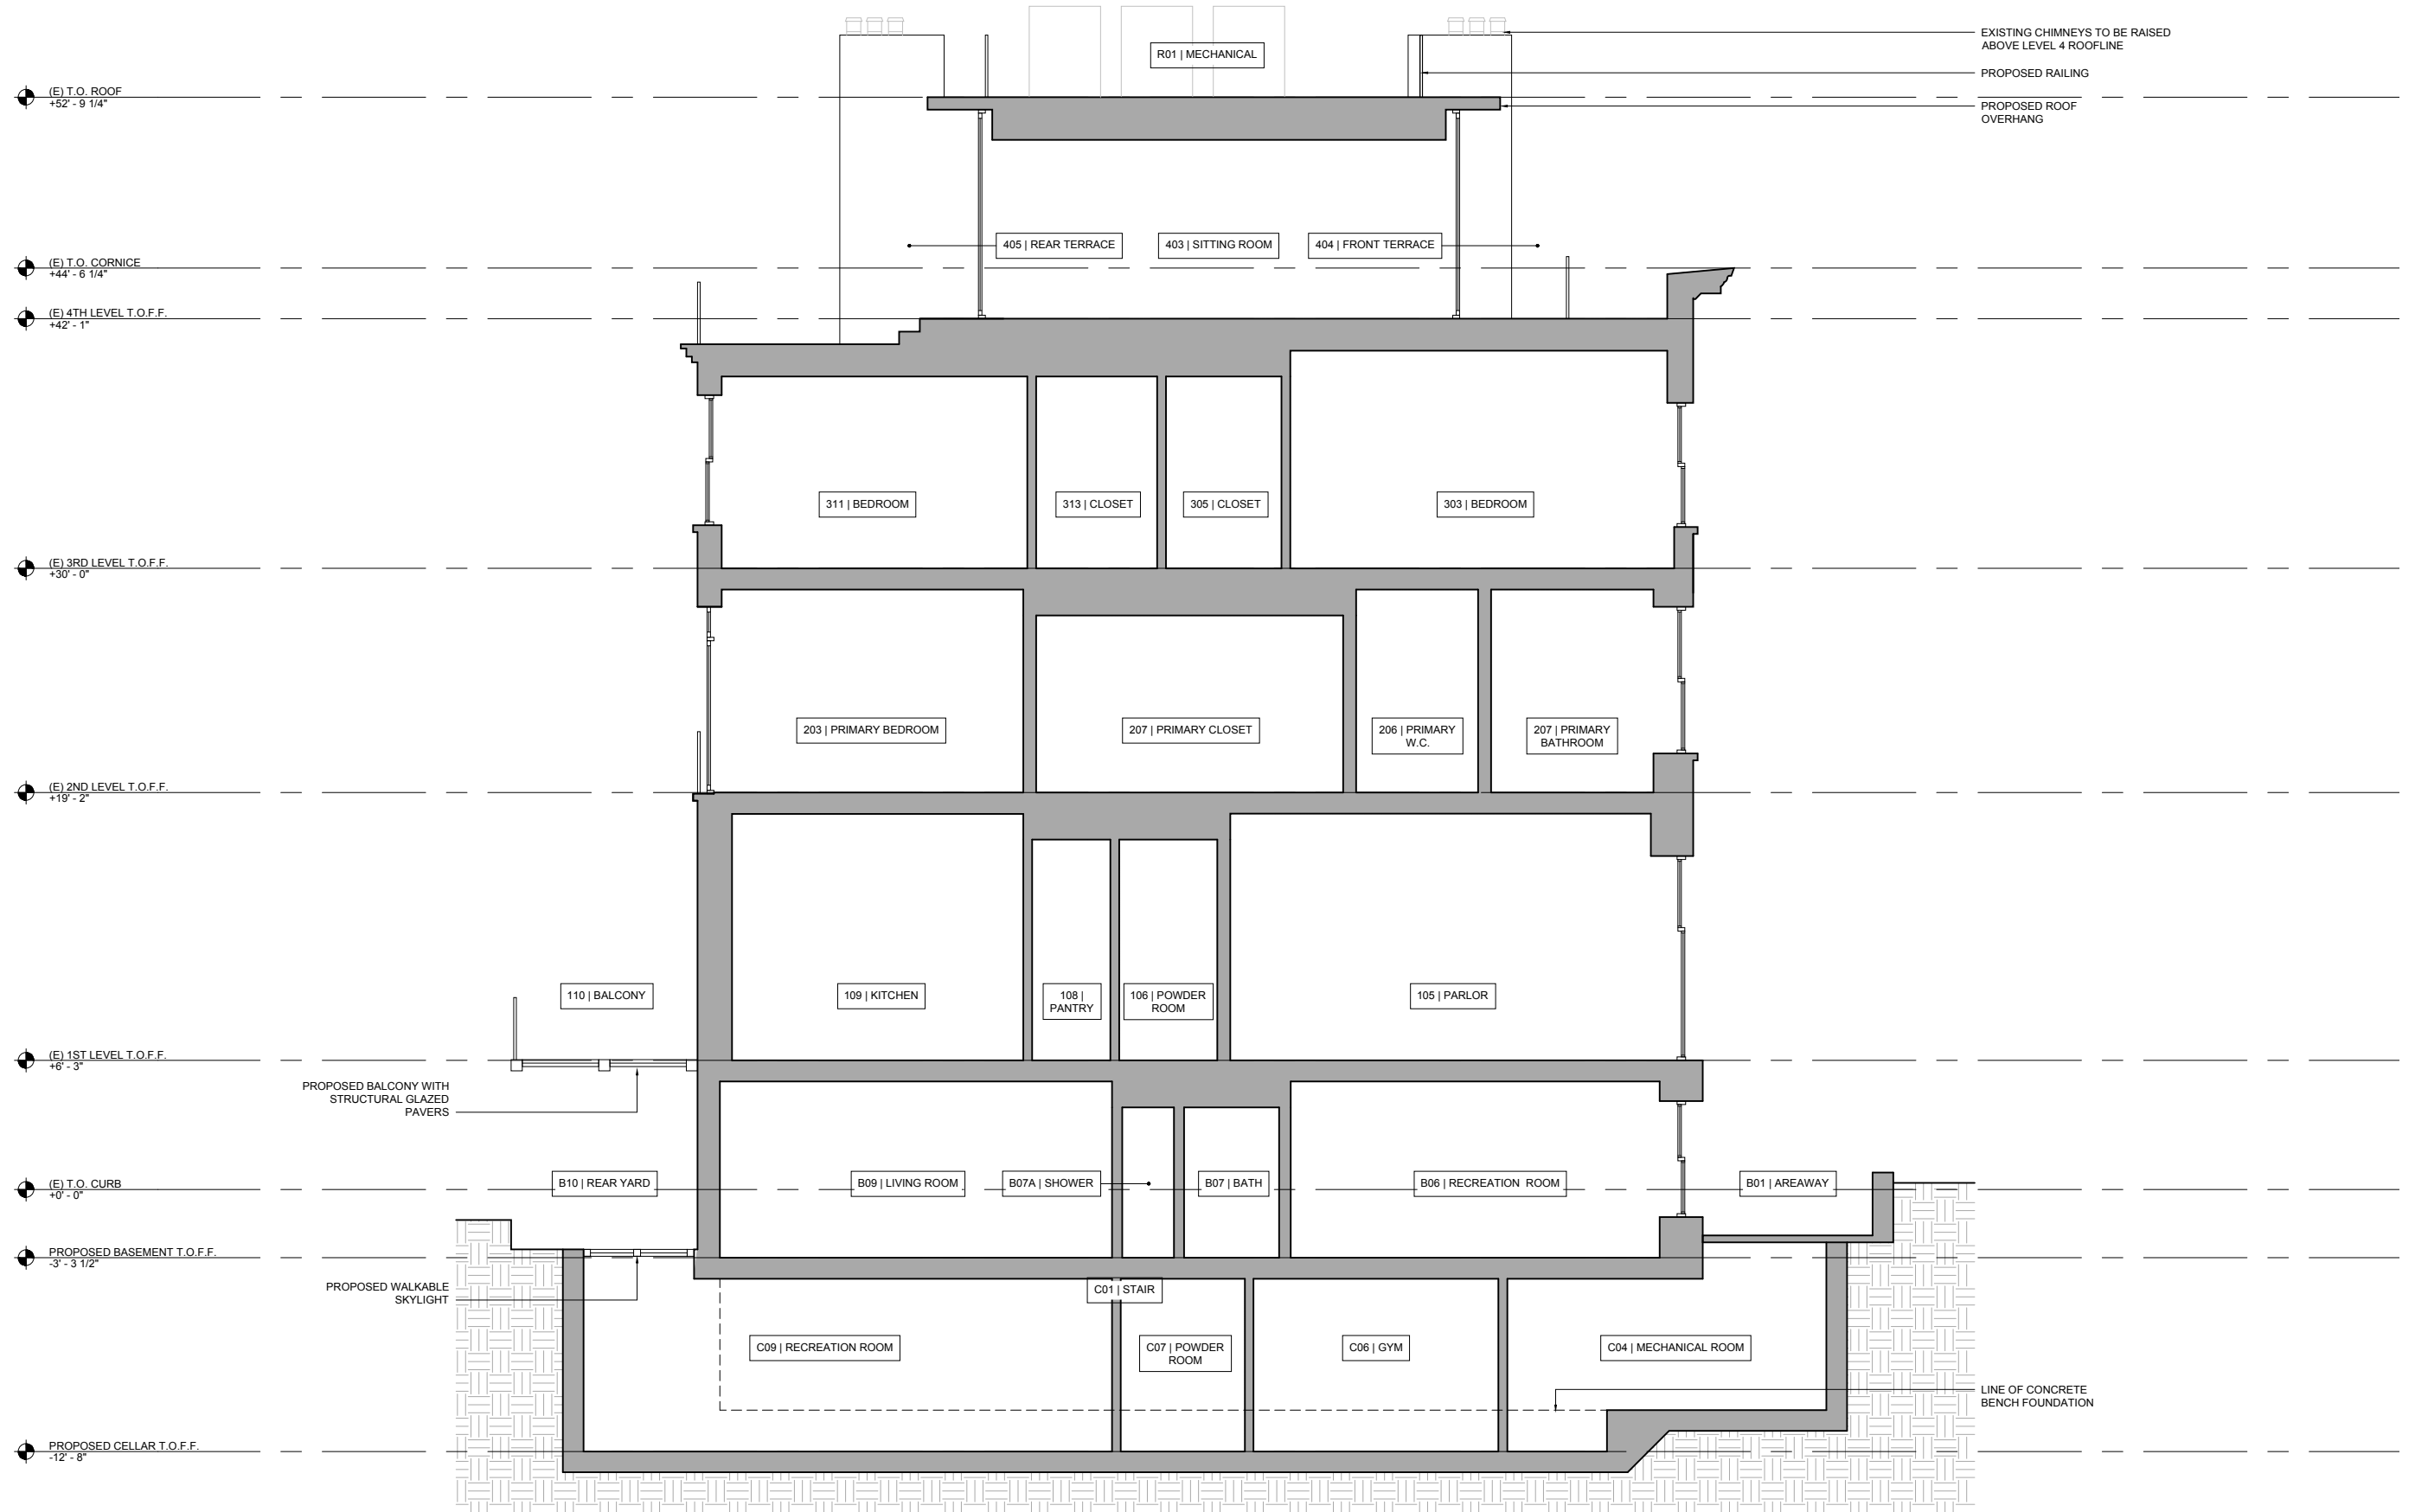 R01 | MECHANICAL
EXISTING CHIMNEYS TO BE RAISED
ABOVE LEVEL 4 ROOFLINE
PROPOSED RAILING
(E) T.O. ROOF
+52' - 9 1/4"
PROPOSED ROOF
OVERHANG
405 | REAR TERRACE
403 | SITTING ROOM
404 | FRONT TERRACE
(E) T.O. CORNICE
+44' - 6 1/4"
(E) 4TH LEVEL T.O.F.F.
+42' - 1"
311 | BEDROOM
313 | CLOSET
305 | CLOSET
303 | BEDROOM
(E) 3RD LEVEL T.O.F.F.
+30' - 0"
203 | PRIMARY BEDROOM
207 | PRIMARY CLOSET
206 | PRIMARY
W.C.
207 | PRIMARY
BATHROOM
(E) 2ND LEVEL T.O.F.F.
+19' - 2"
110 | BALCONY
109 | KITCHEN
108 |
PANTRY
106 | POWDER
ROOM
105 | PARLOR
(E) 1ST LEVEL T.O.F.F.
+6' - 3"
PROPOSED BALCONY WITH
STRUCTURAL GLAZED
PAVERS
(E) T.O. CURB
+0' - 0"
B10 | REAR YARD
B09 | LIVING ROOM
B07A | SHOWER
B07 | BATH
B06 | RECREATION ROOM
B01 | AREAWAY
PROPOSED BASEMENT T.O.F.F.
-3' - 3 1/2"
PROPOSED WALKABLE
SKYLIGHT
C01 | STAIR
C09 | RECREATION ROOM
C07 | POWDER
ROOM
C06 | GYM
C04 | MECHANICAL ROOM
LINE OF CONCRETE
BENCH FOUNDATION
PROPOSED CELLAR T.O.F.F.
-12' - 8"